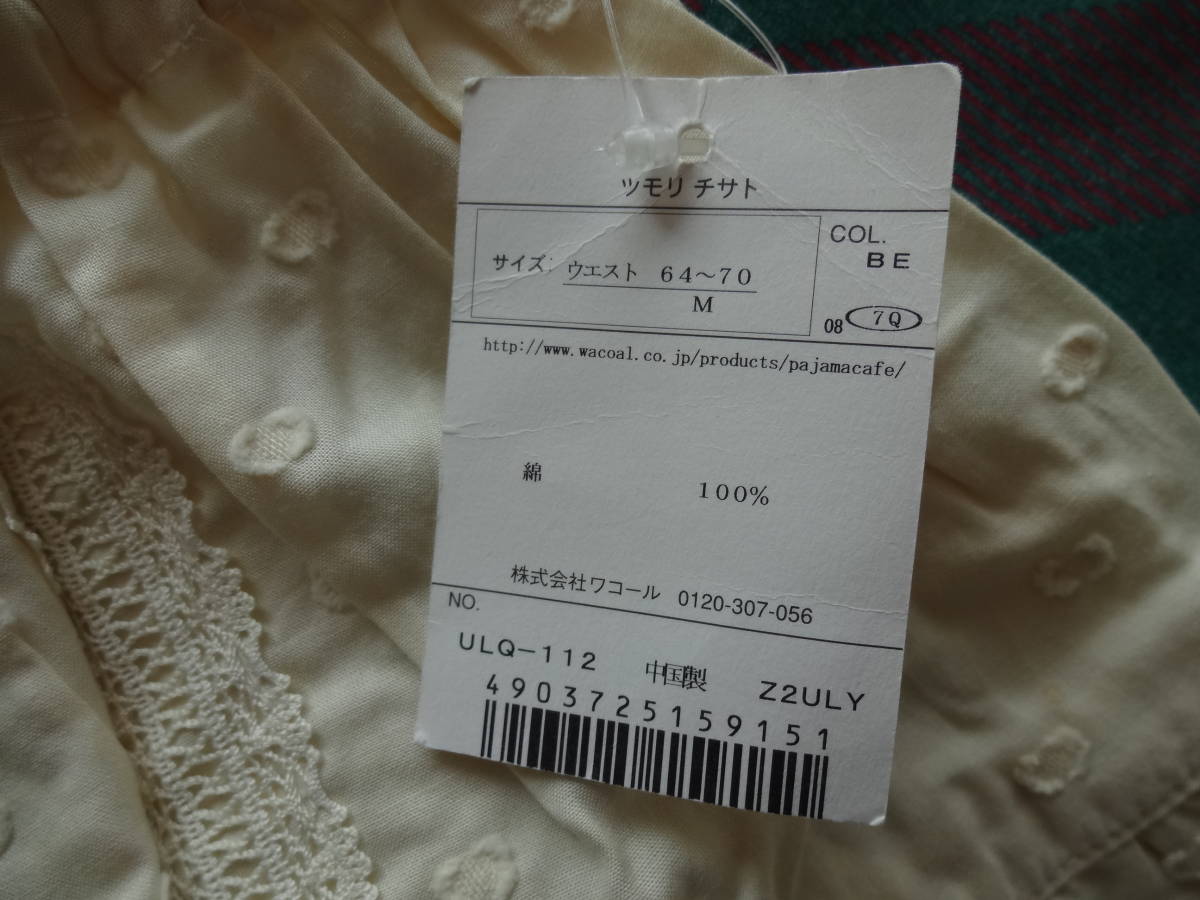 ツモリ チサト
サイズ: ウエスト 64～70
M
COL.
BE
08 7Q
http://www.wacoal.co.jp/products/pajamacafe/
綿 100%
株式会社ワコール 0120-307-056
NO.
ULQ-112 中国製 Z2ULY
4903725159151